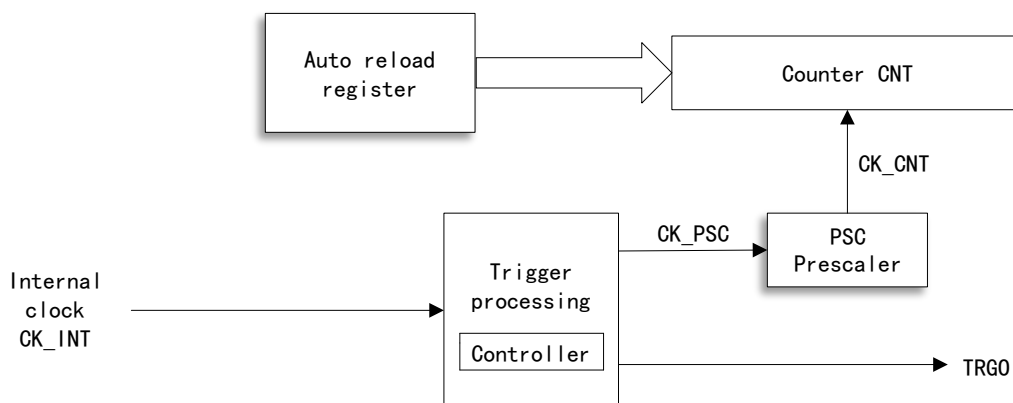 Auto reload
register
Counter CNT
CK_CNT
CK_PSC
PSC
Prescaler
Trigger
processing
Internal
clock
CK_INT
Controller
TRGO